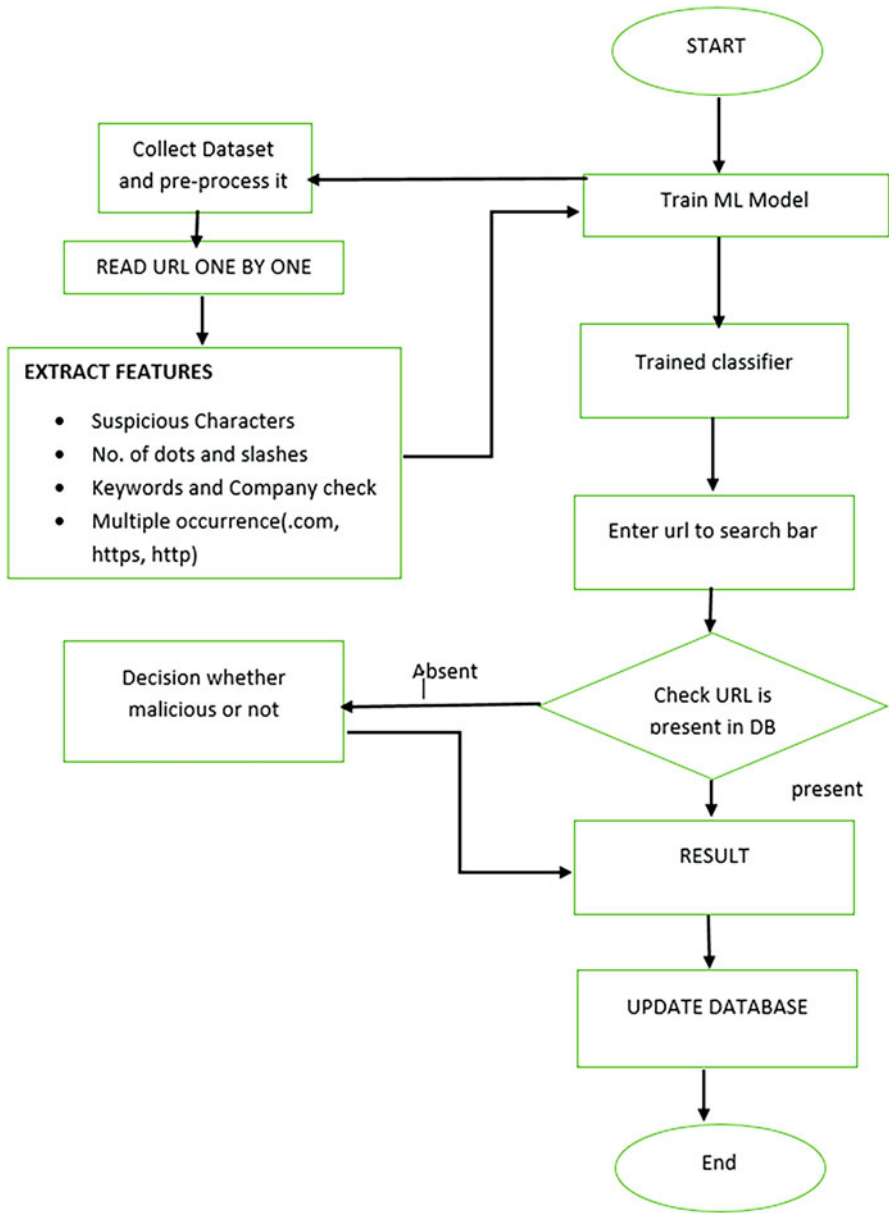 START
Collect Dataset
and pre-process it
Train ML Model
READ URL ONE BY ONE
EXTRACT FEATURES
• Suspicious Characters
• No. of dots and slashes
• Keywords and Company check
• Multiple occurrence(.com,
https, http)
Trained classifier
Enter url to search bar
Decision whether
malicious or not
Absent
Check URL is
present in DB
present
RESULT
UPDATE DATABASE
End